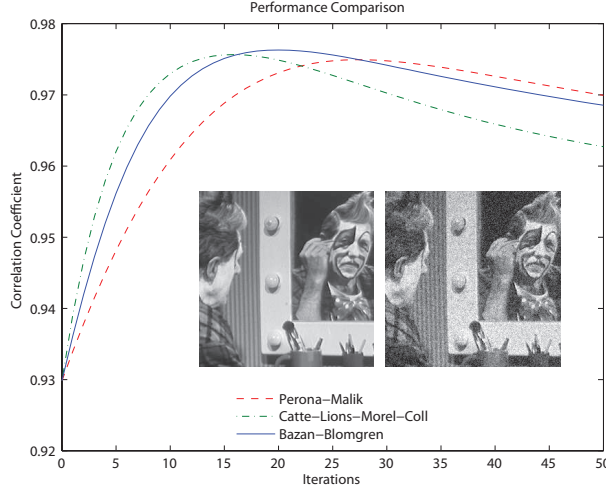 Performance Comparison
0.98
0.97
0.96
0.95
0.94
0.93
0.92
Correlation Coefficient
Perona−Malik
Catte−Lions−Morel−Coll
Bazan−Blomgren
0 5 10 15 20 25 30 35 40 45 50
Iterations